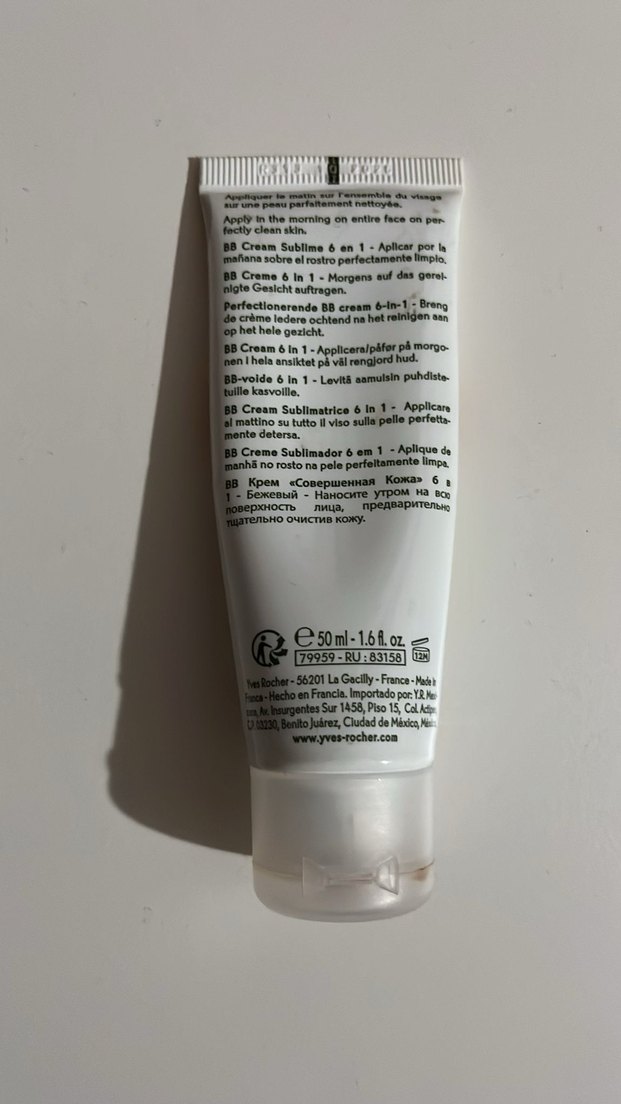 10 2020
Appliquer le matin sur l'ensemble du visage
sur une peau parfaitement nettoyée.
Apply in the morning on entire face on per-
fectly clean skin.
BB Cream Sublime 6 en 1 - Aplicar por la
mañana sobre el rostro perfectamente limpio.
BB Creme 6 in 1 - Morgens auf das gerei-
nigte Gesicht auftragen.
Perfectionerende BB cream 6-in-1 - Breng
de crème iedere ochtend na het reinigen aan
op het hele gezicht.
BB Cream 6 in 1 - Applicera/påfør på morgo-
nen i hela ansiktet på väl rengjord hud.
BB-voide 6 in 1 - Levitä aamuisin puhdiste-
tuille kasvoille.
BB Cream Sublimatrice 6 in 1 - Applicare
al mattino su tutto il viso sulla pelle perfetta-
mente detersa.
BB Creme Sublimador 6 em 1 - Aplique de
manhã no rosto na pele perfeitamente limpa.
BB Крем «Совершенная Кожа» 6 в
1 - Бежевый - Наносите утром на всю
поверхность лица, предварительно
тщательно очистив кожу.
℮ 50 ml - 1.6 fl. oz.
79959 - RU : 83158
12M
Yves Rocher - 56201 La Gacilly - France - Made in
France - Hecho en Francia. Importado por: Y.R.
Av. Insurgentes Sur 1458, Piso 15, Col.
C.P. 03230, Benito Juárez, Ciudad de México,
www.yves-rocher.com